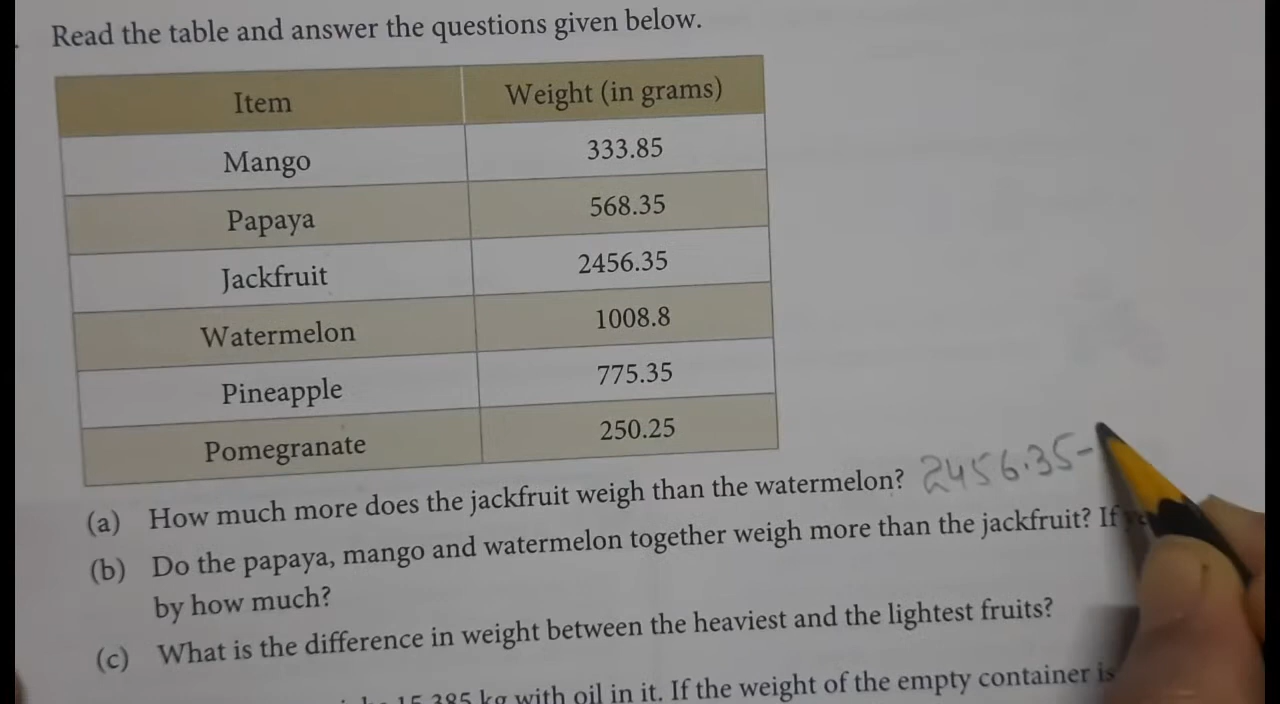 Read the table and answer the questions given below.
Item Weight (in grams)
Mango 333.85
Papaya 568.35
Jackfruit 2456.35
Watermelon 1008.8
Pineapple 775.35
Pomegranate 250.25
(a) How much more does the jackfruit weigh than the watermelon? 2456.35-
(b) Do the papaya, mango and watermelon together weigh more than the jackfruit? If
by how much?
(c) What is the difference in weight between the heaviest and the lightest fruits?
15.385 kg with oil in it. If the weight of the empty container is